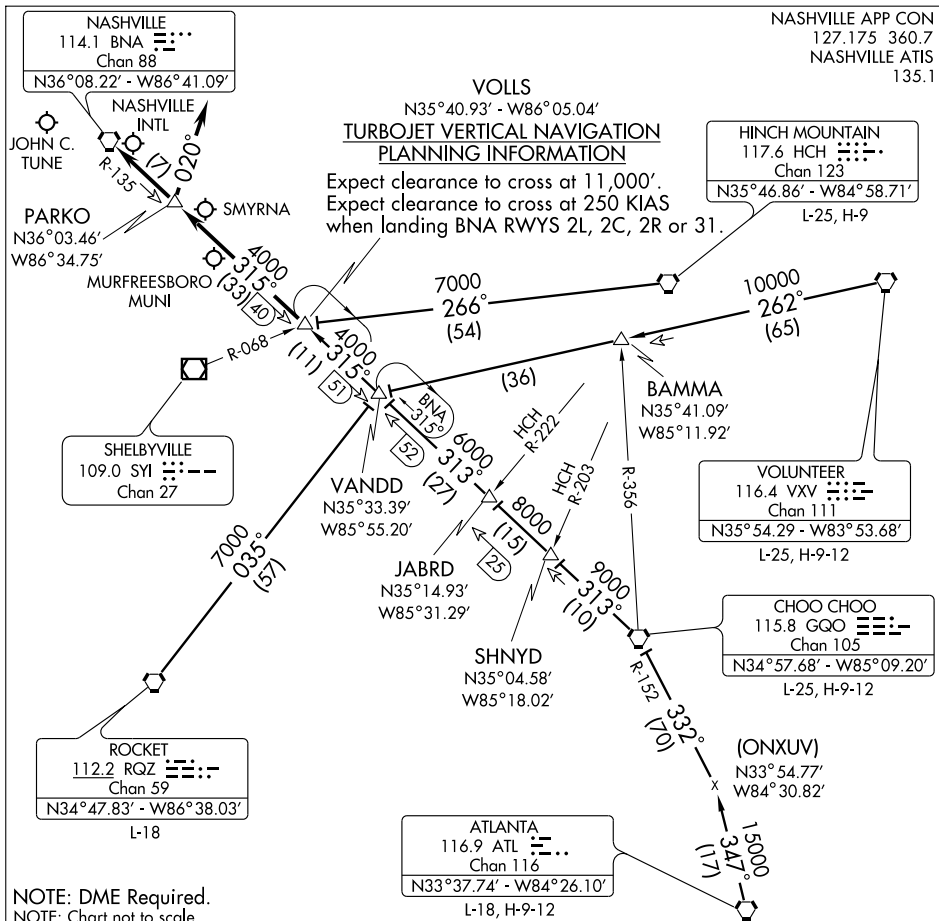 NASHVILLE
114.1 BNA
Chan 88
N36°08.22' - W86°41.09'
NASHVILLE APP CON
127.175 360.7
NASHVILLE ATIS
135.1
NASHVILLE
INTL
JOHN C.
TUNE
(7)
020°
R-135
PARKO
N36°03.46'
W86°34.75'
SMYRNA
MURFREESBORO
MUNI
VOLLS
N35°40.93' - W86°05.04'
TURBOJET VERTICAL NAVIGATION
PLANNING INFORMATION
Expect clearance to cross at 11,000'.
Expect clearance to cross at 250 KIAS
when landing BNA RWYS 2L, 2C, 2R or 31.
HINCH MOUNTAIN
117.6 HCH
Chan 123
N35°46.86' - W84°58.71'
L-25, H-9
4000
315°
(33)
40
7000
266°
(54)
10000
262°
(65)
R-068
4000
315°
(11)
51
(36)
BAMMA
N35°41.09'
W85°11.92'
SHELBYVILLE
109.0 SYI
Chan 27
BNA
315°
52
VANDD
N35°33.39'
W85°55.20'
6000
313°
(27)
HCH
R-222
HCH
R-203
R-356
VOLUNTEER
116.4 VXV
Chan 111
N35°54.29 - W83°53.68'
L-25, H-9-12
7000
035°
(57)
JABRD
N35°14.93'
W85°31.29'
8000
(15)
25
SHNYD
N35°04.58'
W85°18.02'
9000
313°
(10)
CHOO CHOO
115.8 GQO
Chan 105
N34°57.68' - W85°09.20'
L-25, H-9-12
R-152
332°
(70)
(ONXUV)
N33°54.77'
W84°30.82'
X
ROCKET
112.2 RQZ
Chan 59
N34°47.83' - W86°38.03'
L-18
ATLANTA
116.9 ATL
Chan 116
N33°37.74' - W84°26.10'
L-18, H-9-12
15000
347°
(17)
NOTE: DME Required.
NOTE: Chart not to scale.